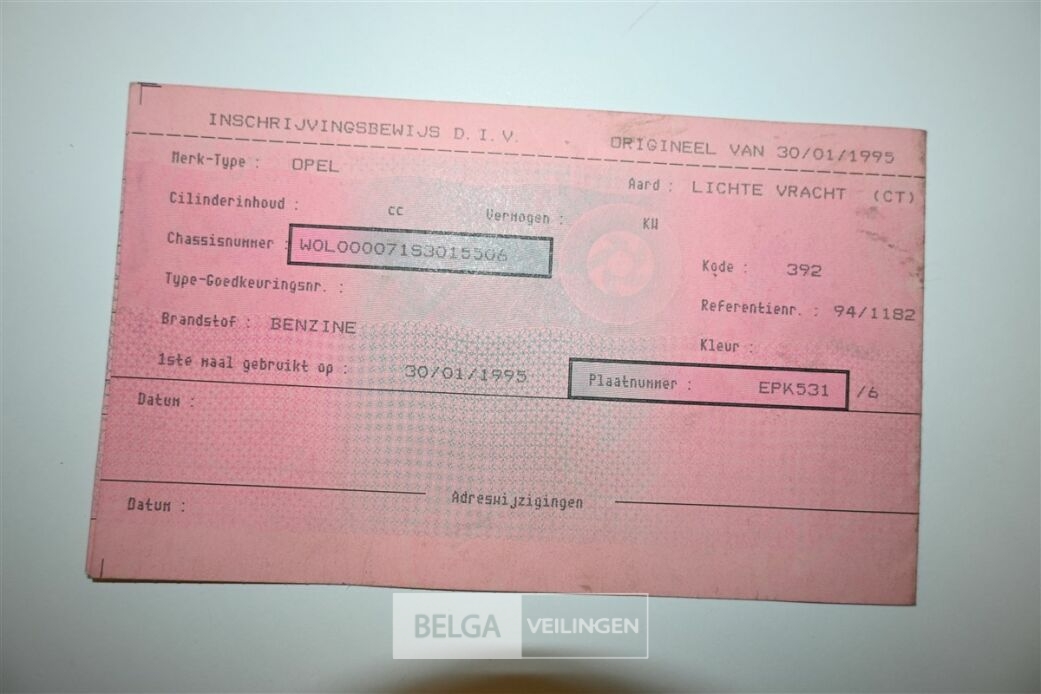 INSCHRIJVINGSBEWIJS D.I.V. ORIGINEEL VAN 30/01/1995
Merk-Type : OPEL Aard : LICHTE VRACHT (CT)
Cilinderinhoud : cc Vermogen : KW
Chassisnummer : WOL000071S3015506 Kode : 392
Type-Goedkeuringsnr. : Referentienr. : 94/1182
Brandstof : BENZINE Kleur :
1ste maal gebruikt op : 30/01/1995 Plaatnummer : EPK531 /6
Datum :
Adreswijzigingen
Datum :
BELGA VEILINGEN